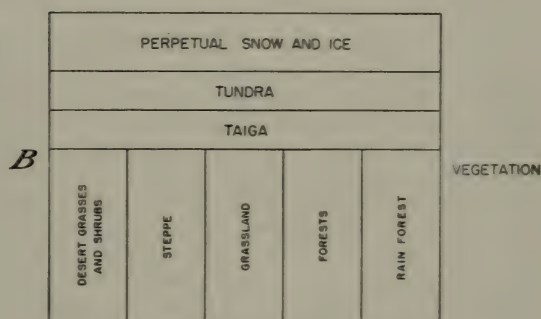 PERPETUAL SNOW AND ICE
TUNDRA
TAIGA
B
VEGETATION
DESERT GRASSES
AND SHRUBS
STEPPE
GRASSLAND
FORESTS
RAIN FOREST